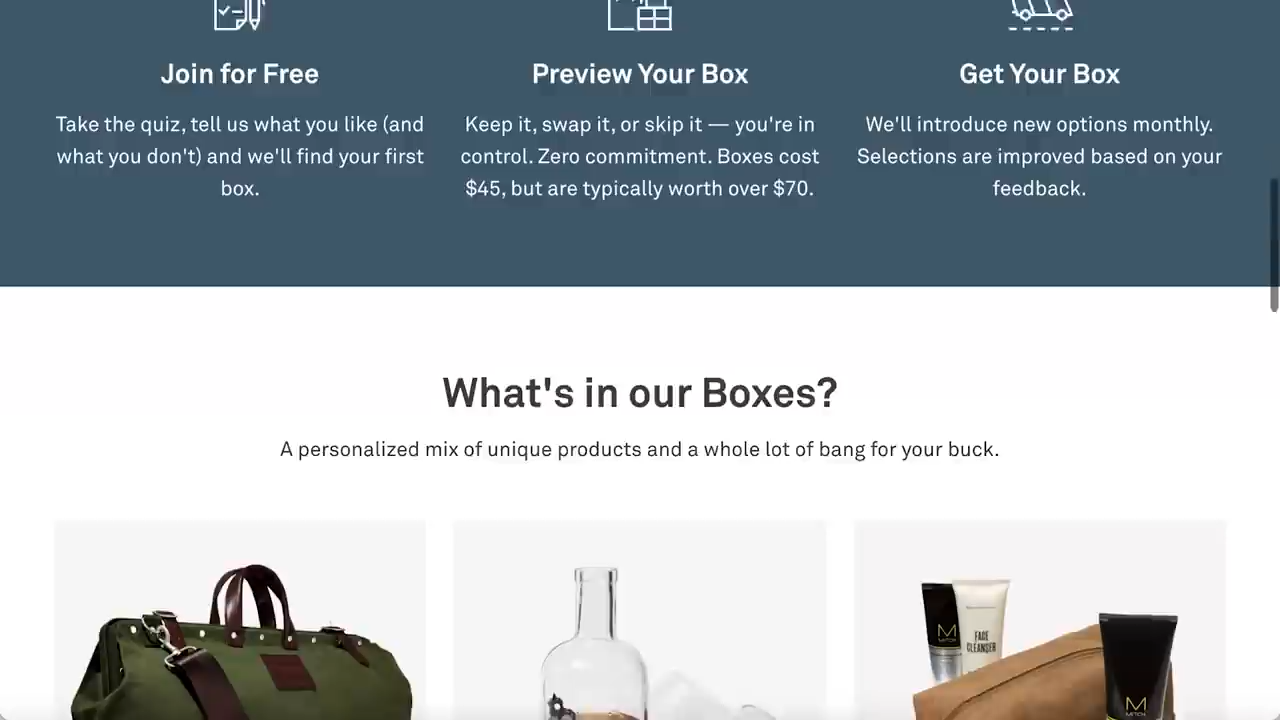 Join for Free
Take the quiz, tell us what you like (and
what you don't) and we'll find your first
box.
Preview Your Box
Keep it, swap it, or skip it — you're in
control. Zero commitment. Boxes cost
$45, but are typically worth over $70.
Get Your Box
We'll introduce new options monthly.
Selections are improved based on your
feedback.
What's in our Boxes?
A personalized mix of unique products and a whole lot of bang for your buck.
M
MITCH
FACE
CLEANSER
M
MITCH